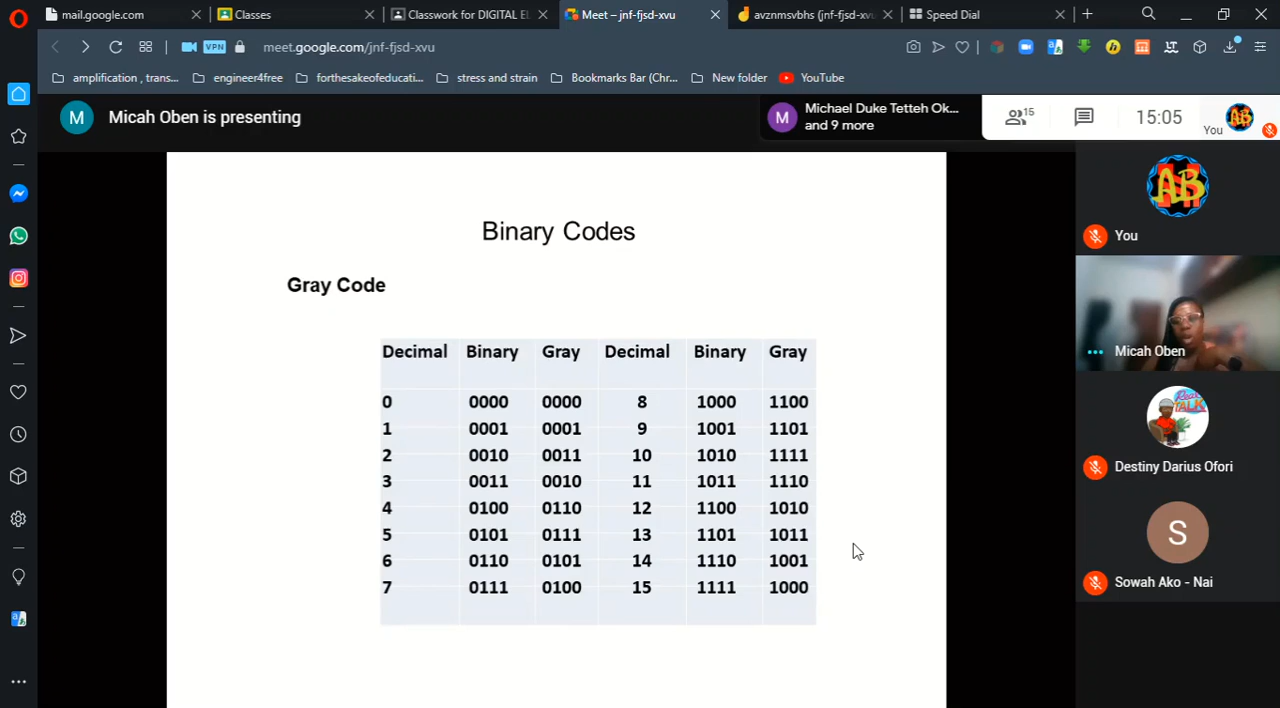 mail.google.com
Classes
Classwork for DIGITAL EL
Meet – jnf-fjsd-xvu
avznmsvbhs (jnf-fjsd-xv
Speed Dial
VPN
meet.google.com/jnf-fjsd-xvu
amplification , trans...
engineer4free
forthesakeofeducati...
stress and strain
Bookmarks Bar (Chr...
New folder
YouTube
M
Micah Oben is presenting
M
Michael Duke Tetteh Ok...
and 9 more
15
15:05
You
AB
Binary Codes
Gray Code
Decimal Binary Gray Decimal Binary Gray
0 0000 0000 8 1000 1100
1 0001 0001 9 1001 1101
2 0010 0011 10 1010 1111
3 0011 0010 11 1011 1110
4 0100 0110 12 1100 1010
5 0101 0111 13 1101 1011
6 0110 0101 14 1110 1001
7 0111 0100 15 1111 1000
AB
You
Micah Oben
Real
TALK
Destiny Darius Ofori
S
Sowah Ako - Nai